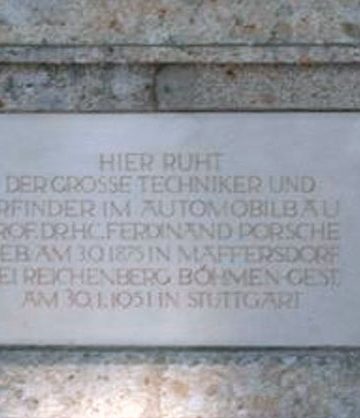 HIER RUHT
DER GROSSE TECHNIKER UND
RFINDER IM AUTOMOBILBAU
ROF. DR. H.C. FERDINAND PORSCHE
EB. AM 3.9.1875 IN MAFFERSDORF
EI REICHENBERG BÖHMEN GEST.
AM 30.1.1951 IN STUTTGART